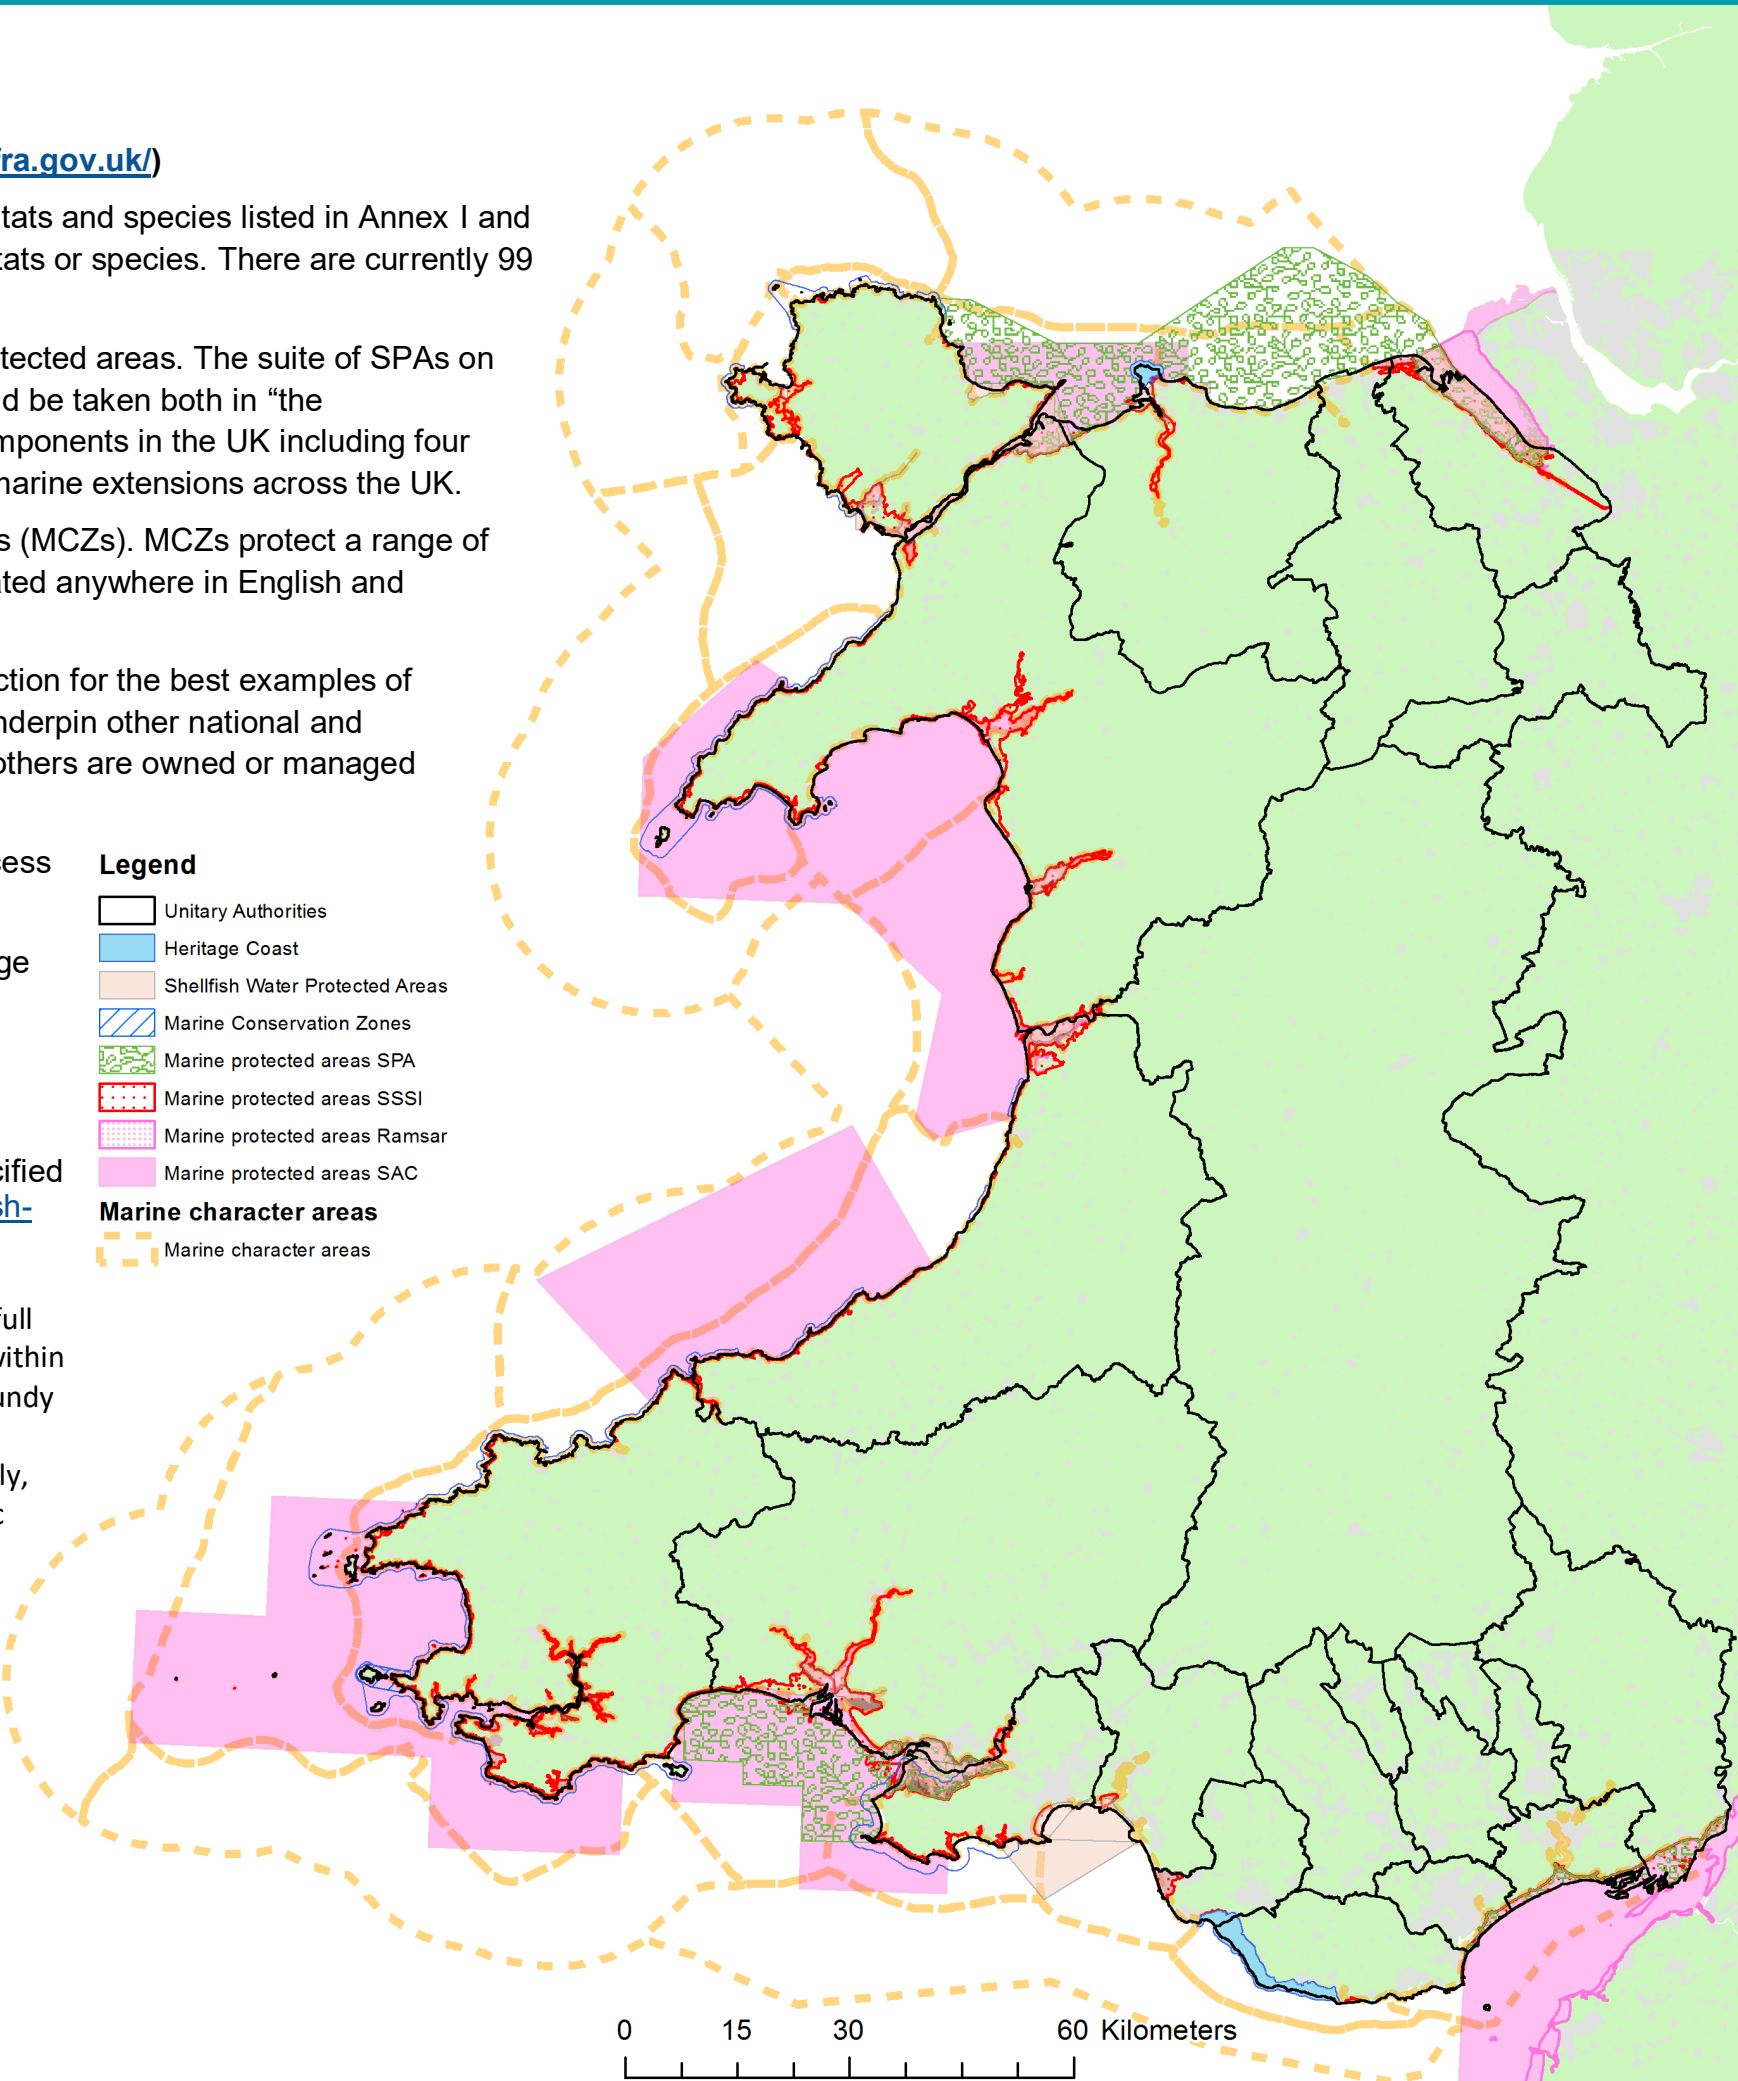 fra.gov.uk/)
tats and species listed in Annex I and
tats or species. There are currently 99
otected areas. The suite of SPAs on
d be taken both in “the
mponents in the UK including four
marine extensions across the UK.
s (MCZs). MCZs protect a range of
ated anywhere in English and
ction for the best examples of
nderpin other national and
others are owned or managed
cess
ge
cified
sh-
full
within
undy
ly,
Legend
Unitary Authorities
Heritage Coast
Shellfish Water Protected Areas
Marine Conservation Zones
Marine protected areas SPA
Marine protected areas SSSI
Marine protected areas Ramsar
Marine protected areas SAC
Marine character areas
Marine character areas
0 15 30 60 Kilometers